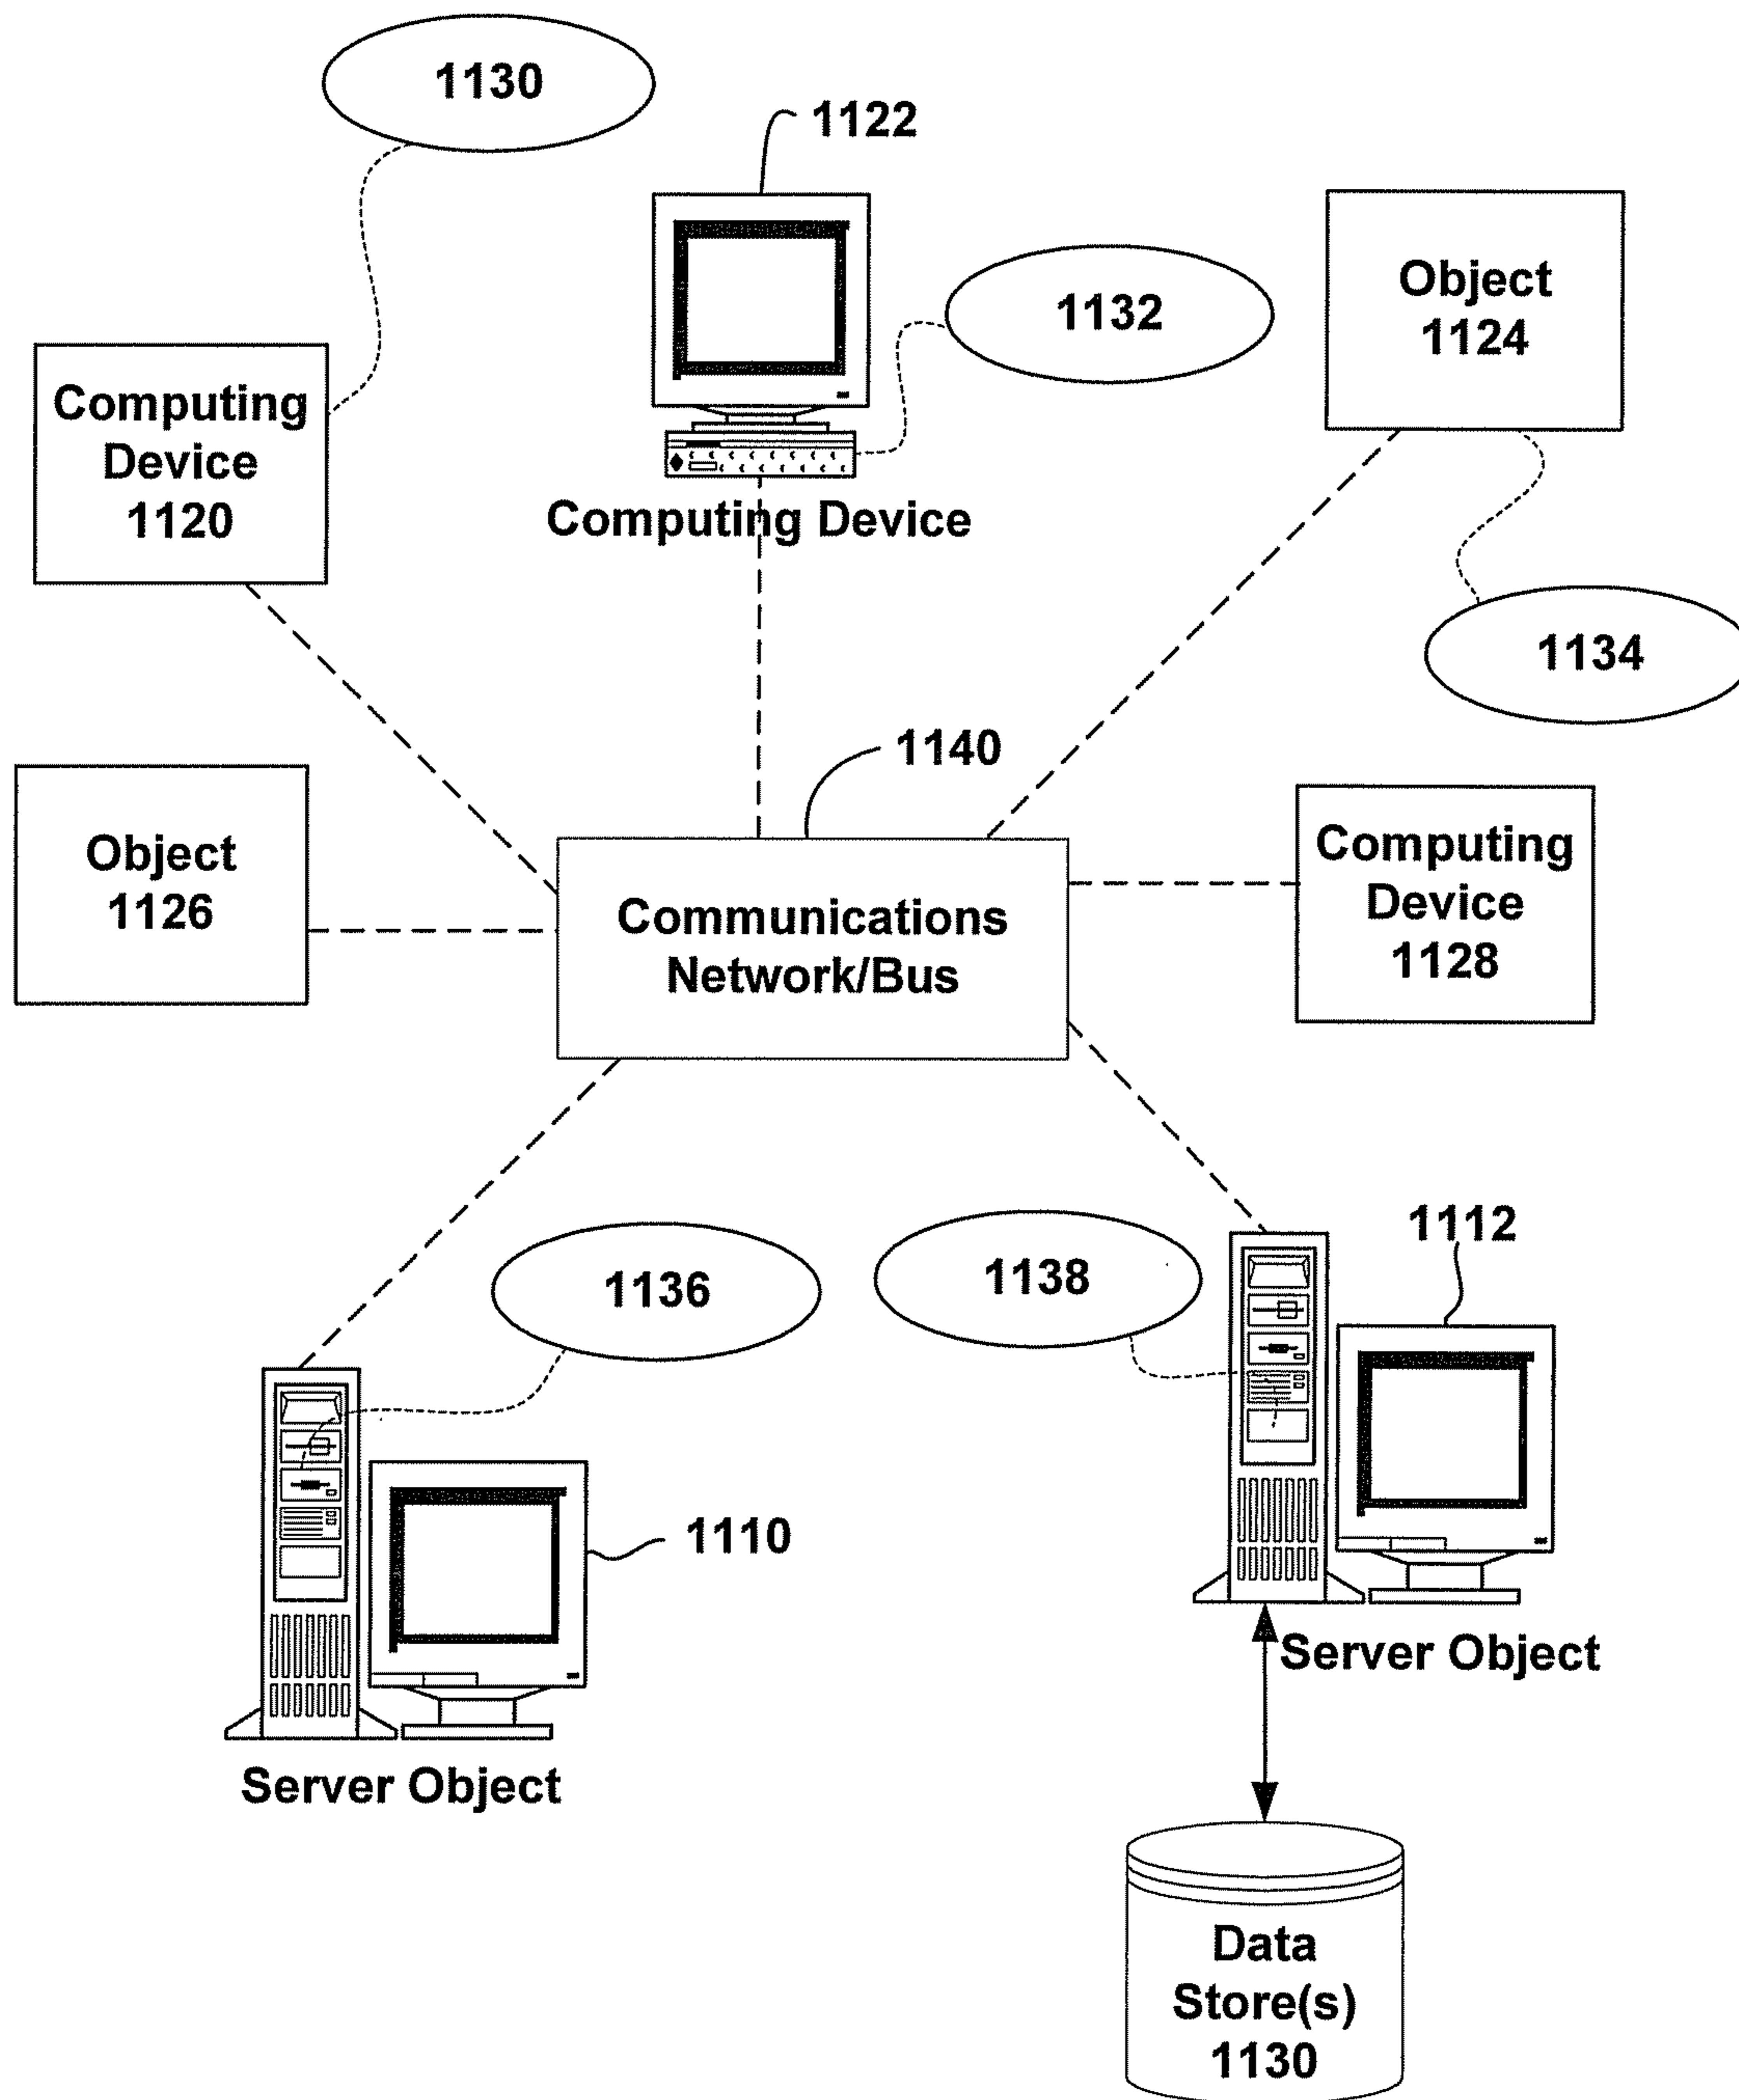 1130
1122
1132
Object
1124
Computing
Device
1120
Computing Device
1134
1140
Object
1126
Communications
Network/Bus
Computing
Device
1128
1136
1138
1112
1110
Server Object
Server Object
Data
Store(s)
1130